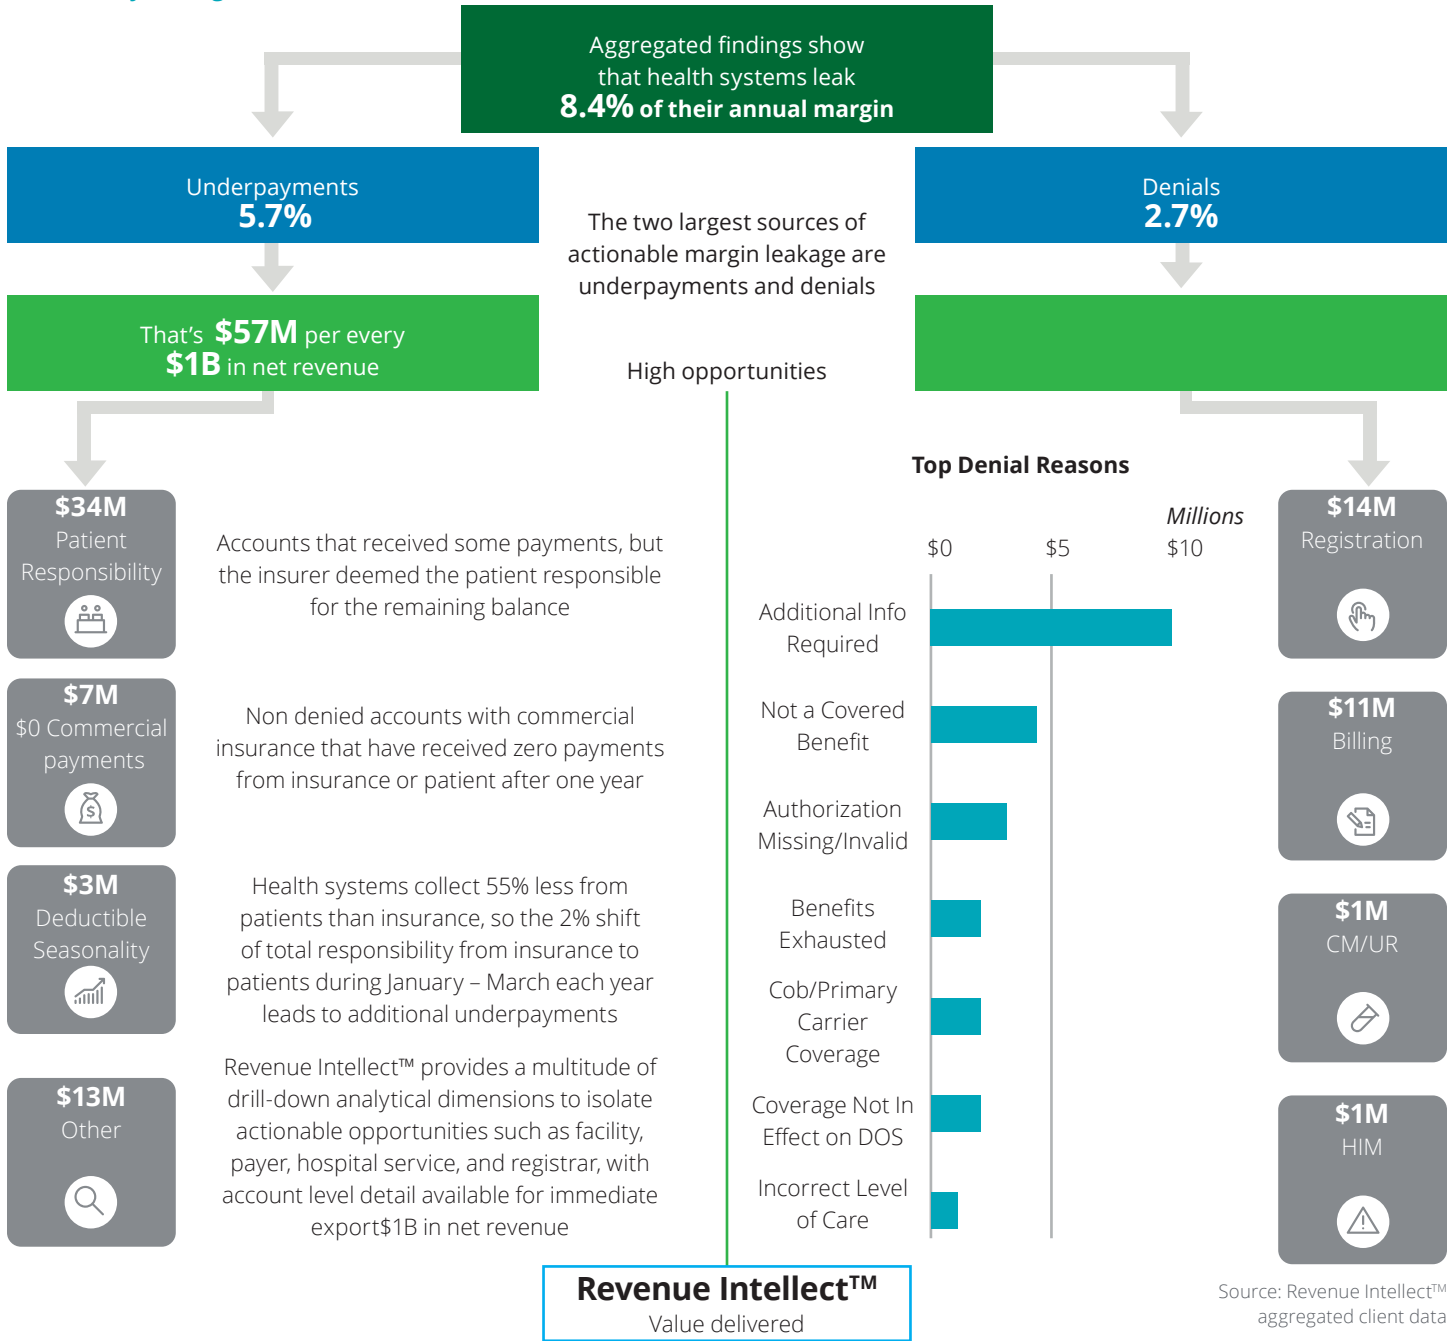 Aggregated findings show
that health systems leak
8.4% of their annual margin
Underpayments
5.7%
The two largest sources of
actionable margin leakage are
underpayments and denials
Denials
2.7%
That's $57M per every
$1B in net revenue
High opportunities
$34M
Patient
Responsibility
Accounts that received some payments, but
the insurer deemed the patient responsible
for the remaining balance
$7M
$0 Commercial
payments
Non denied accounts with commercial
insurance that have received zero payments
from insurance or patient after one year
$3M
Deductible
Seasonality
Health systems collect 55% less from
patients than insurance, so the 2% shift
of total responsibility from insurance to
patients during January – March each year
leads to additional underpayments
$13M
Other
Revenue Intellect™ provides a multitude of
drill-down analytical dimensions to isolate
actionable opportunities such as facility,
payer, hospital service, and registrar, with
account level detail available for immediate
export$1B in net revenue
Top Denial Reasons
Millions
$0 $5 $10
Additional Info
Required
Not a Covered
Benefit
Authorization
Missing/Invalid
Benefits
Exhausted
Cob/Primary
Carrier
Coverage
Coverage Not In
Effect on DOS
Incorrect Level
of Care
$14M
Registration
$11M
Billing
$1M
CM/UR
$1M
HIM
Revenue Intellect™
Value delivered
Source: Revenue Intellect™
aggregated client data